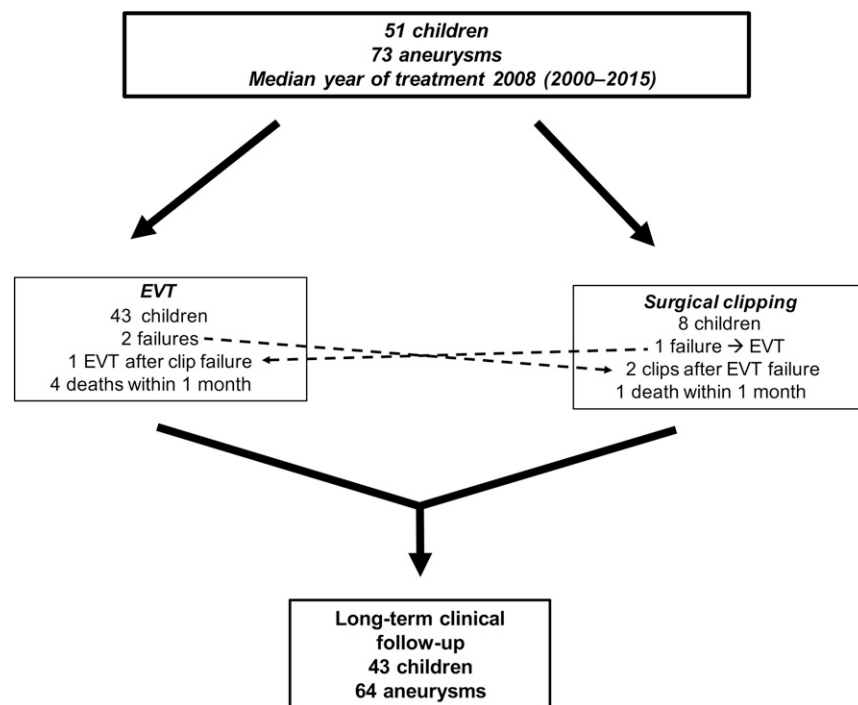 51 children
73 aneurysms
Median year of treatment 2008 (2000–2015)
EVT
43 children
2 failures
1 EVT after clip failure
4 deaths within 1 month
Surgical clipping
8 children
1 failure → EVT
2 clips after EVT failure
1 death within 1 month
Long-term clinical
follow-up
43 children
64 aneurysms